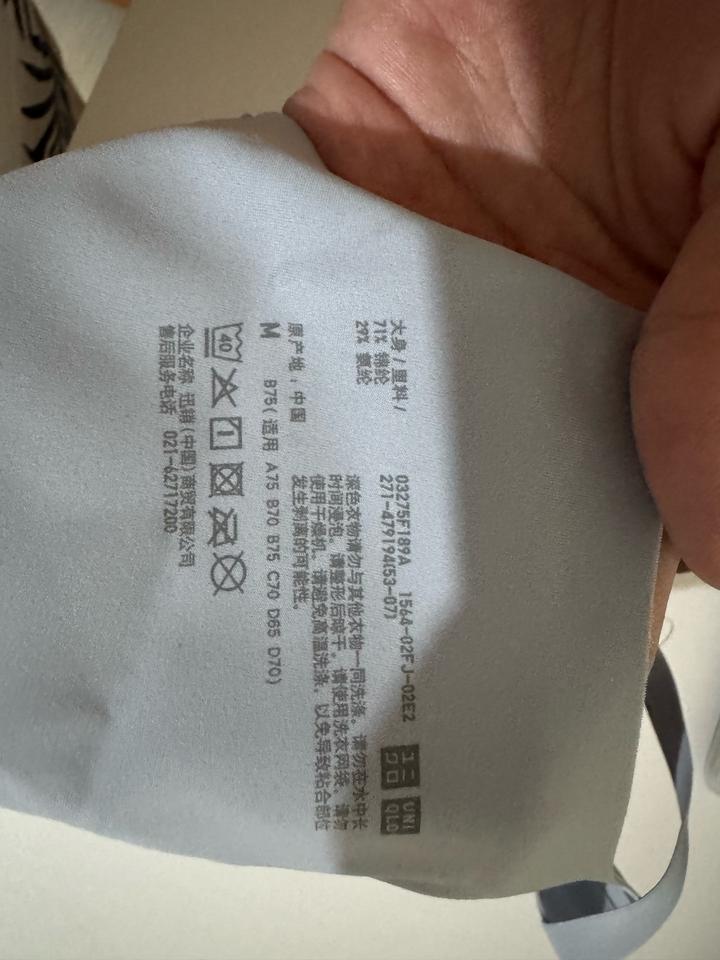 大身 / 里料 /
71% 锦纶
29% 氨纶
03275F189A 1564-02FJ-02E2
271-479194(53-07)
ユニ
クロ
UNI
QLO
深色衣物请勿与其他衣物一同洗涤。请勿在水中长
时间浸泡。请整形后晾干。请使用洗衣网袋。请勿
使用干燥机。请避免高温洗涤，以免导致粘合部位
发生剥离的可能性。
原产地：中国
M B75(适用 A75 B70 B75 C70 D65 D70)
40
企业名称 迅销(中国)商贸有限公司
售后服务电话 021-62717200